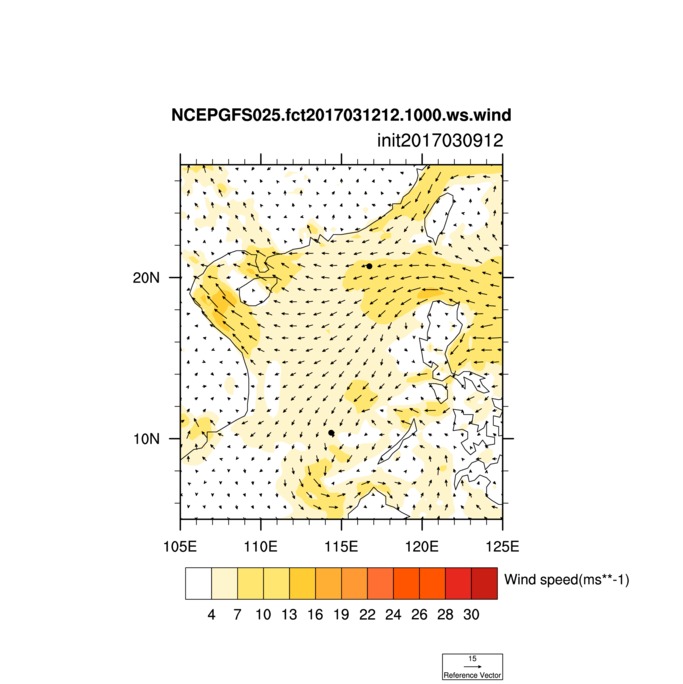 NCEPGFS025.fct2017031212.1000.ws.wind
init2017030912
20N
10N
105E 110E 115E 120E 125E
Wind speed(ms**-1)
4 7 10 13 16 19 22 24 26 28 30
15
Reference Vector